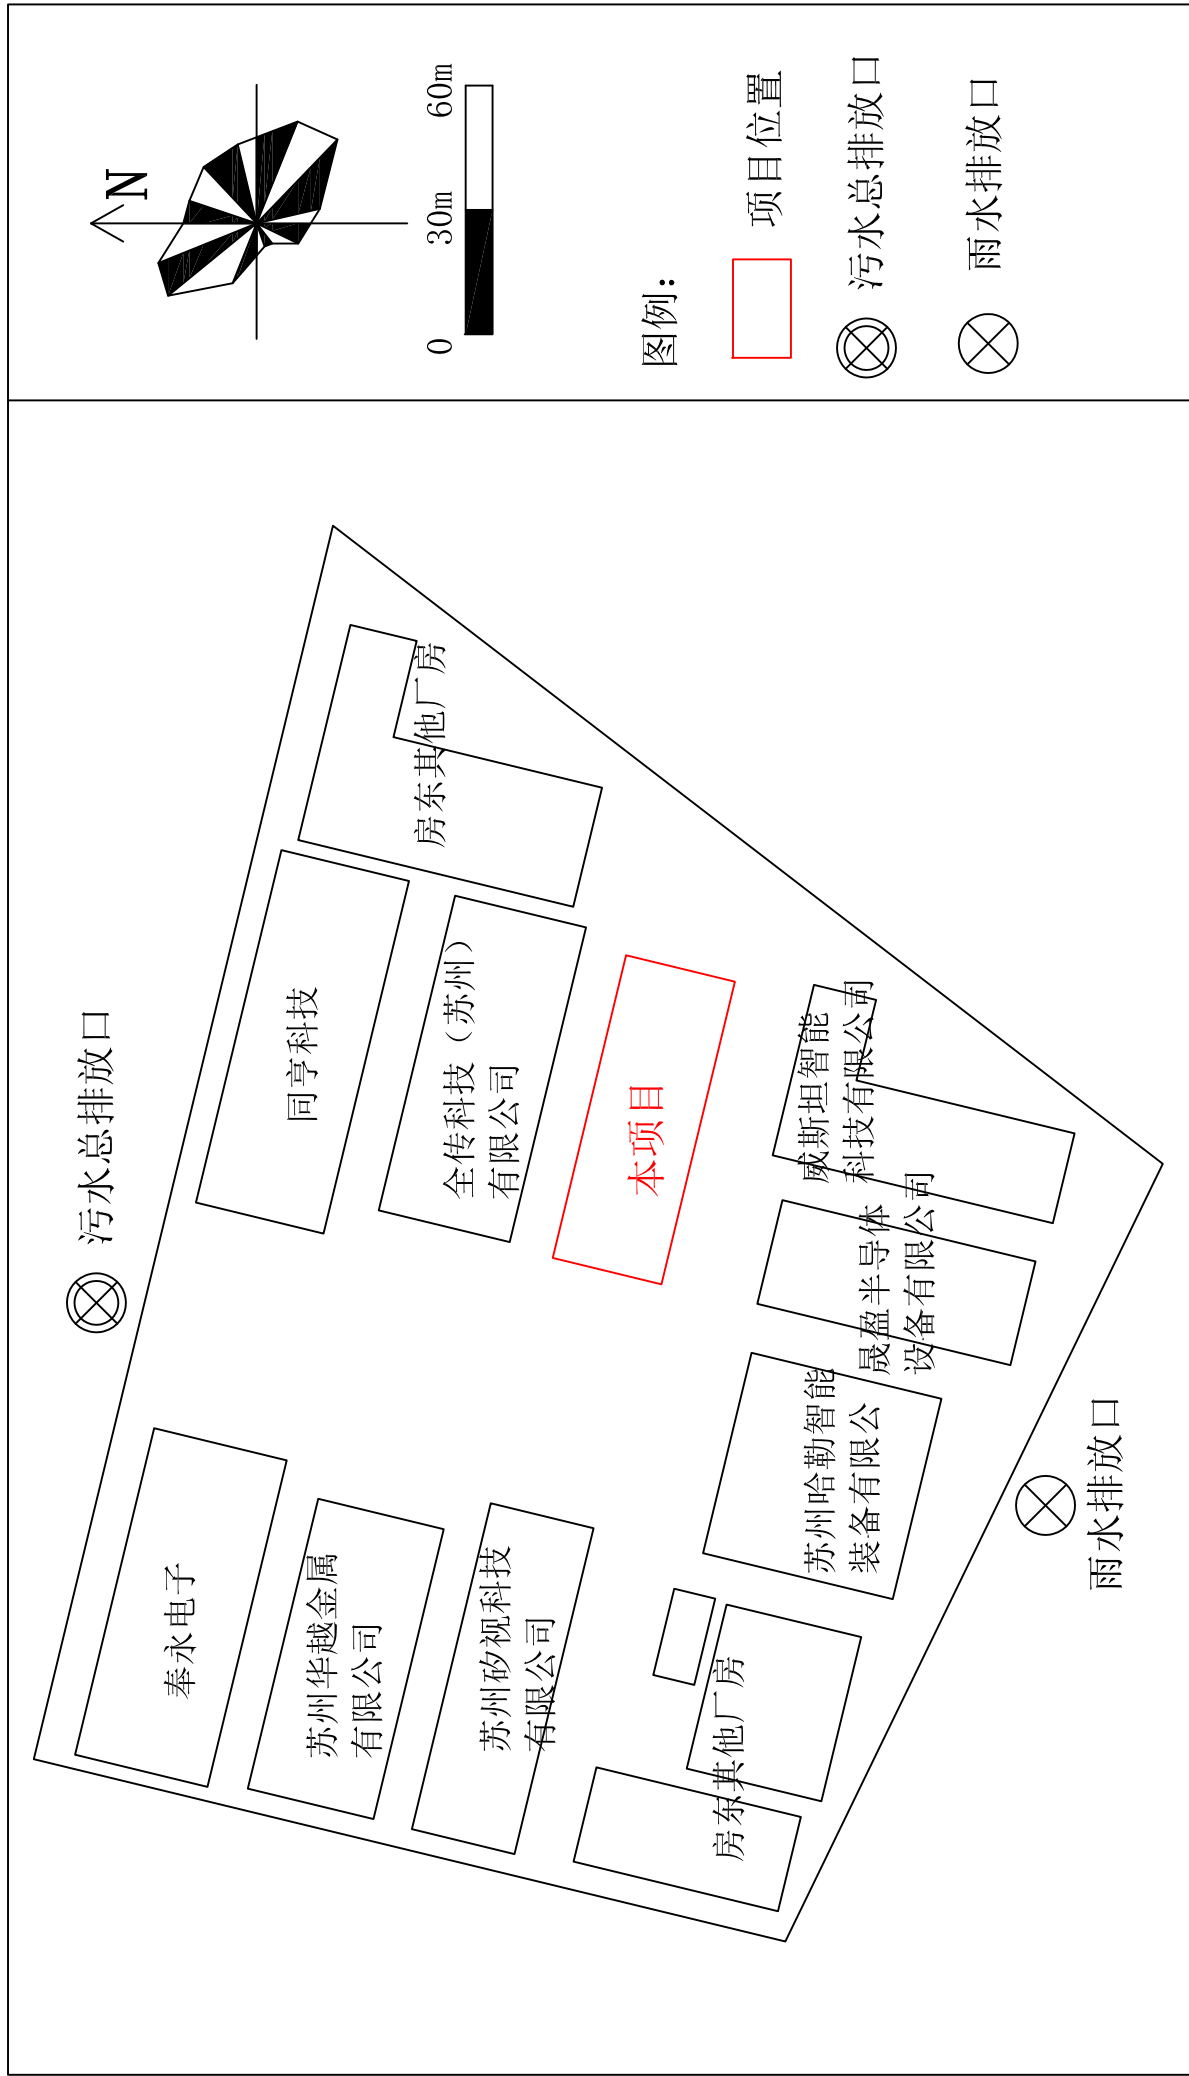 污水总排放口
奉永电子
同亨科技
苏州华越金属
有限公司
房东其他厂房
全传科技（苏州）
有限公司
苏州矽视科技
有限公司
本项目
房东其他厂房
苏州哈勒智能
装备有限公
晟盈半导体
设备有限公司
威斯坦智能
科技有限公司
雨水排放口
N
0 30m 60m
图例：
项目位置
污水总排放口
雨水排放口